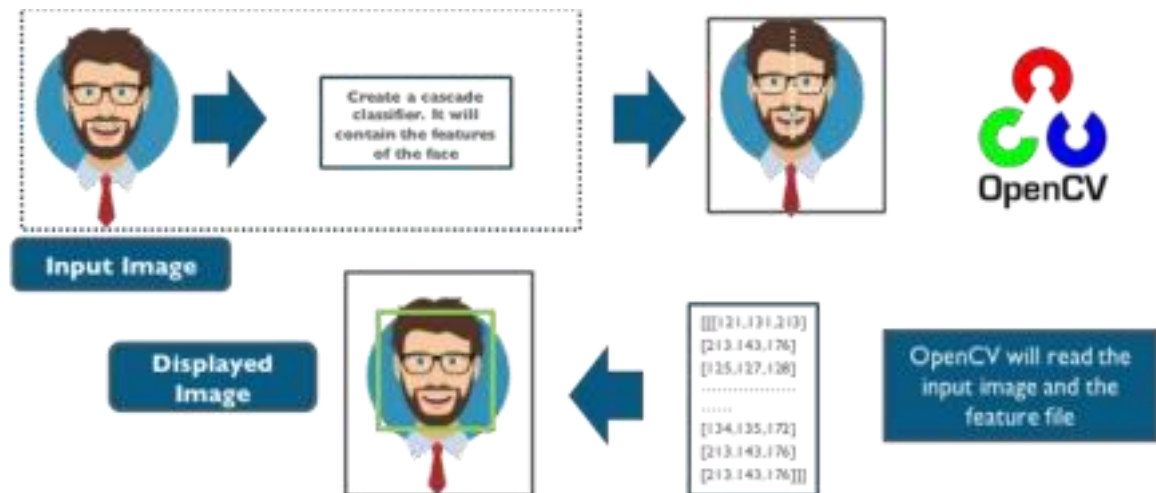 Create a cascade
classifier. It will
contain the features
of the face
OpenCV
Input Image
Displayed
Image
[[[121,131,213]
[213.143,176]
[125,127,128]
..................
......
[134,135,172]
[213.143,176]
[213.143,176]]]
OpenCV will read the
input image and the
feature file